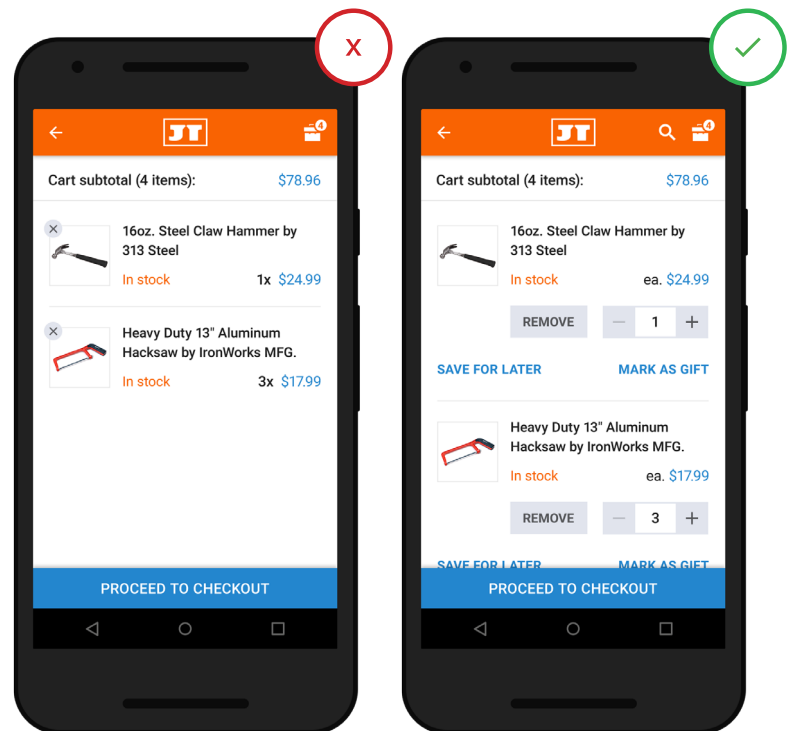 X
JT
4
Cart subtotal (4 items): $78.96
16oz. Steel Claw Hammer by
313 Steel
In stock 1x $24.99
Heavy Duty 13" Aluminum
Hacksaw by IronWorks MFG.
In stock 3x $17.99
PROCEED TO CHECKOUT
JT
4
Cart subtotal (4 items): $78.96
16oz. Steel Claw Hammer by
313 Steel
In stock ea. $24.99
REMOVE — 1 +
SAVE FOR LATER MARK AS GIFT
Heavy Duty 13" Aluminum
Hacksaw by IronWorks MFG.
In stock ea. $17.99
REMOVE — 3 +
SAVE FOR LATER MARK AS GIFT
PROCEED TO CHECKOUT